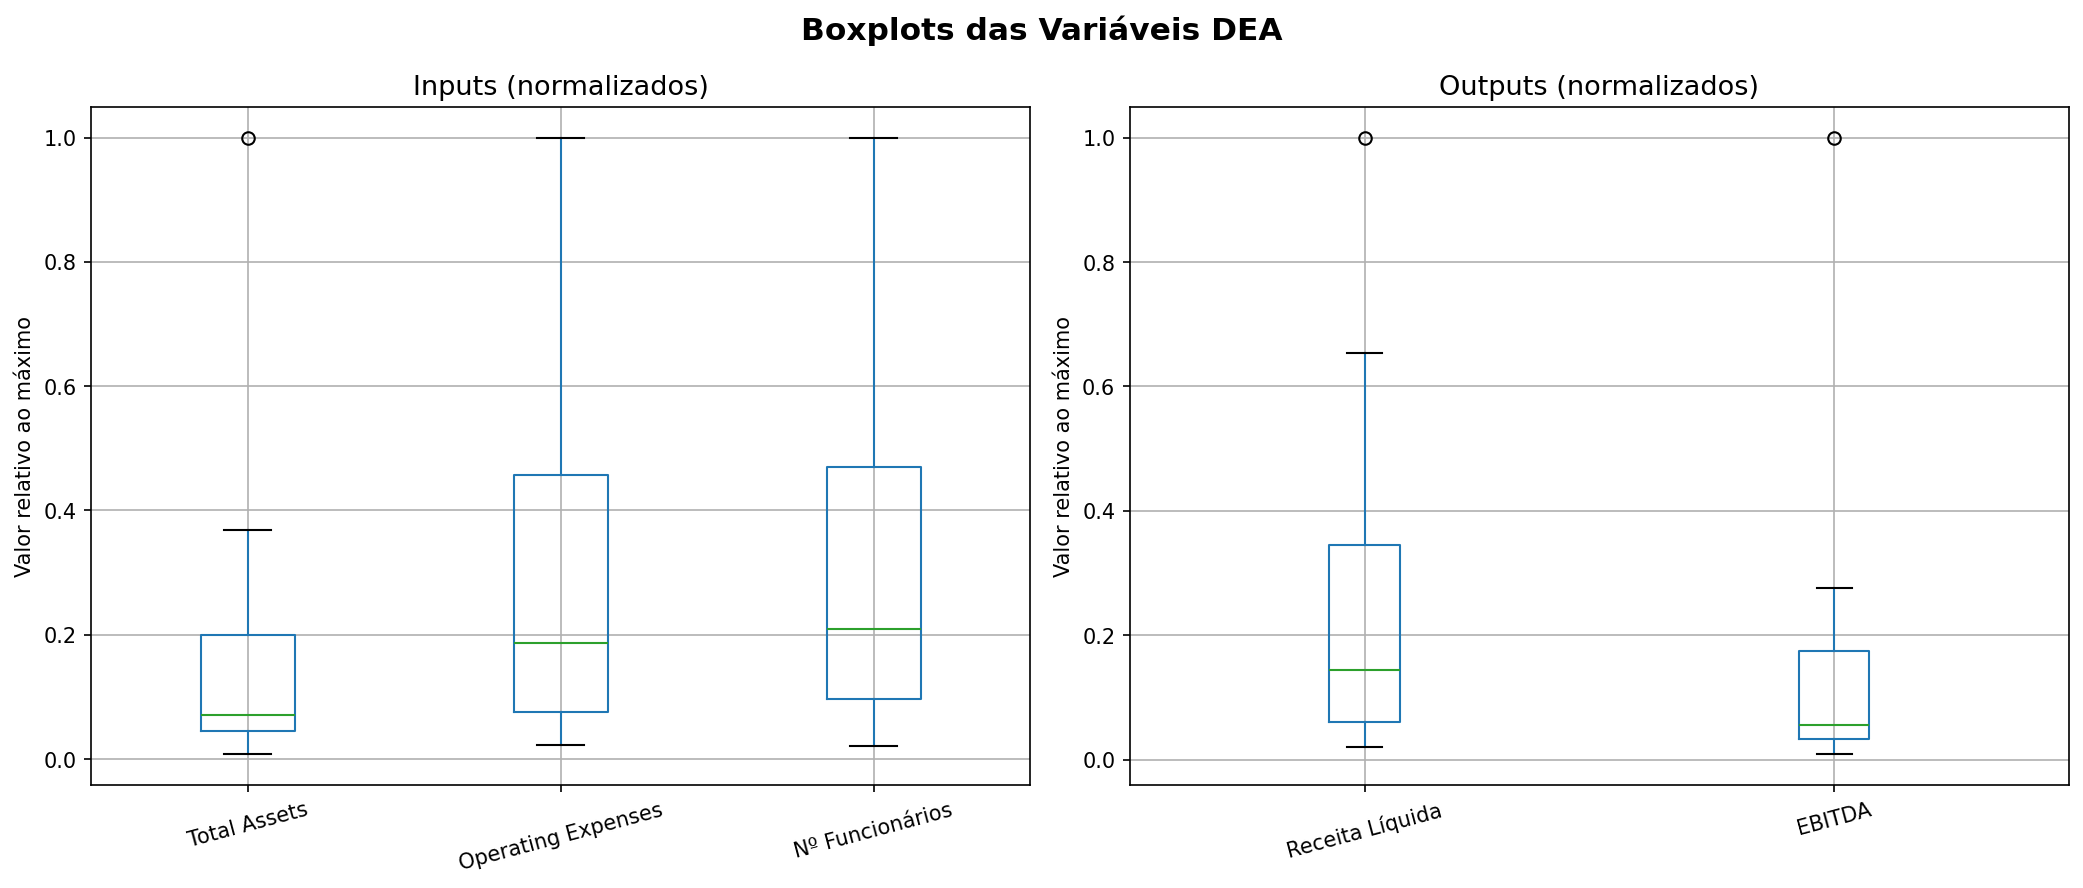 Boxplots das Variáveis DEA
Inputs (normalizados)
Valor relativo ao máximo
1.0
0.8
0.6
0.4
0.2
0.0
Total Assets
Operating Expenses
Nº Funcionários
Outputs (normalizados)
Valor relativo ao máximo
1.0
0.8
0.6
0.4
0.2
0.0
Receita Líquida
EBITDA